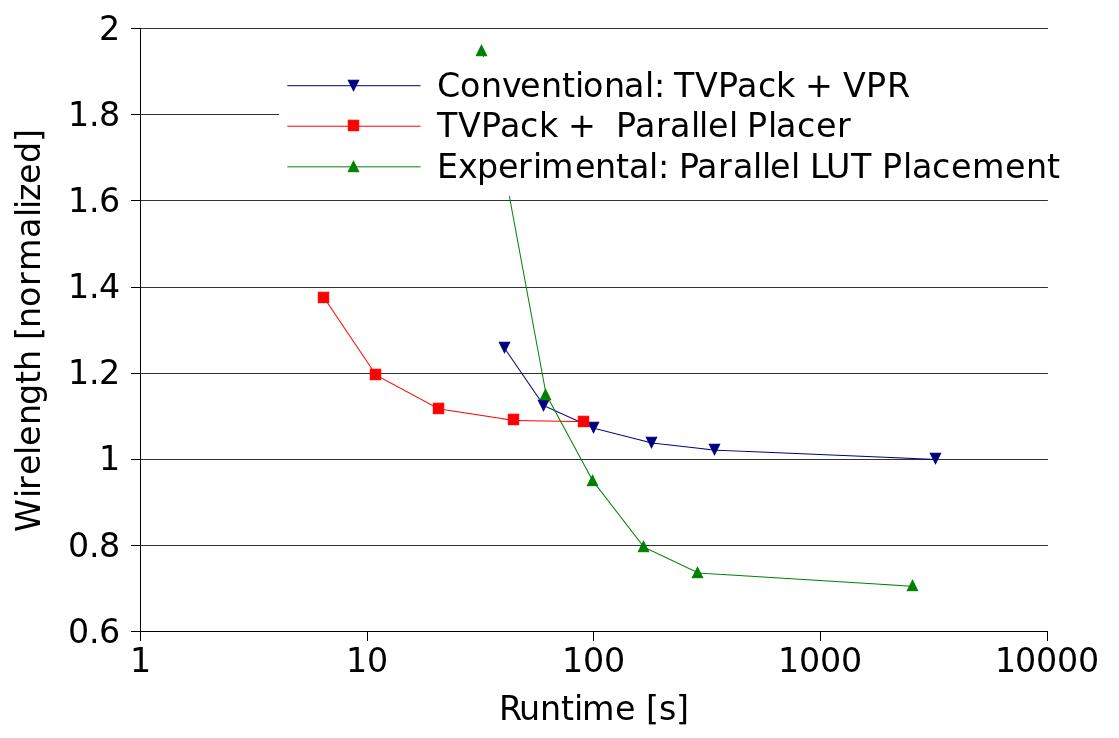 2
1.8
1.6
1.4
1.2
1
0.8
0.6
Wirelength [normalized]
Conventional: TVPack + VPR
TVPack +  Parallel Placer
Experimental: Parallel LUT Placement
1 10 100 1000 10000
Runtime [s]